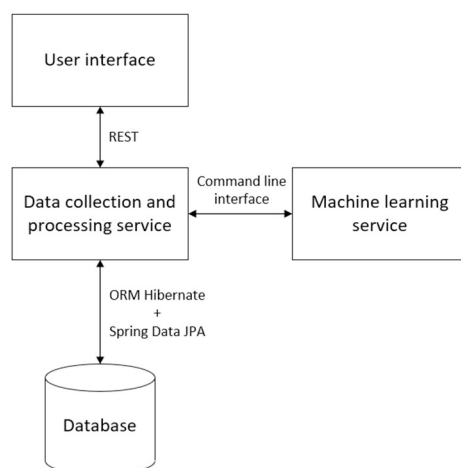 User interface
REST
Data collection and
processing service
Command line
interface
Machine learning
service
ORM Hibernate
+
Spring Data JPA
Database